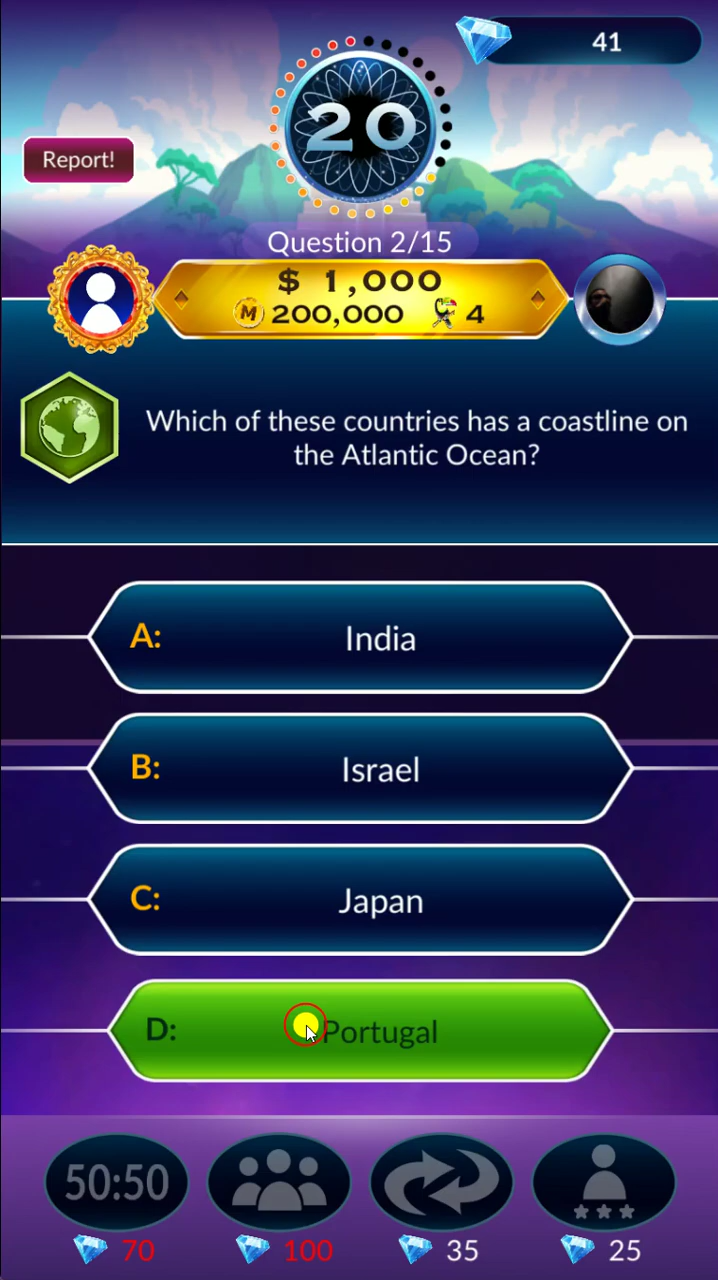 41
20
Report!
Question 2/15
$ 1,000
M 200,000 4
Which of these countries has a coastline on
the Atlantic Ocean?
A: India
B: Israel
C: Japan
D: Portugal
50:50
70 100 35 25